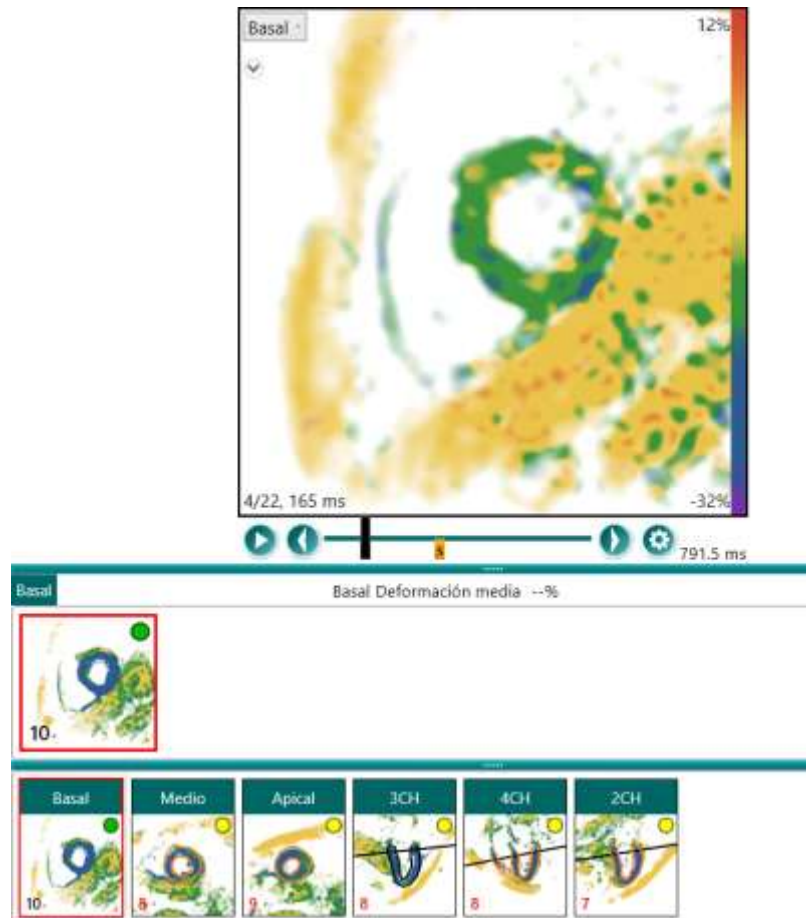 Basal
12%
4/22, 165 ms
-32%
S
791.5 ms
Basal
Basal Deformación media --%
10
Basal
Medio
Apical
3CH
4CH
2CH
10
8
9
8
8
7